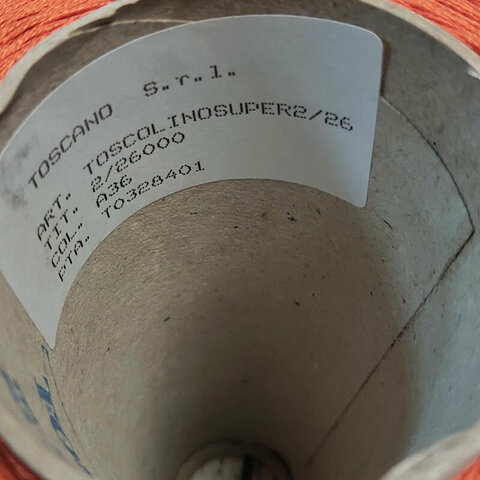 TOSCANO S.r.l.
ART. TOSCOLINOSUPER2/26
TIT. 2/26000
COL. A36
PTA. T0328401